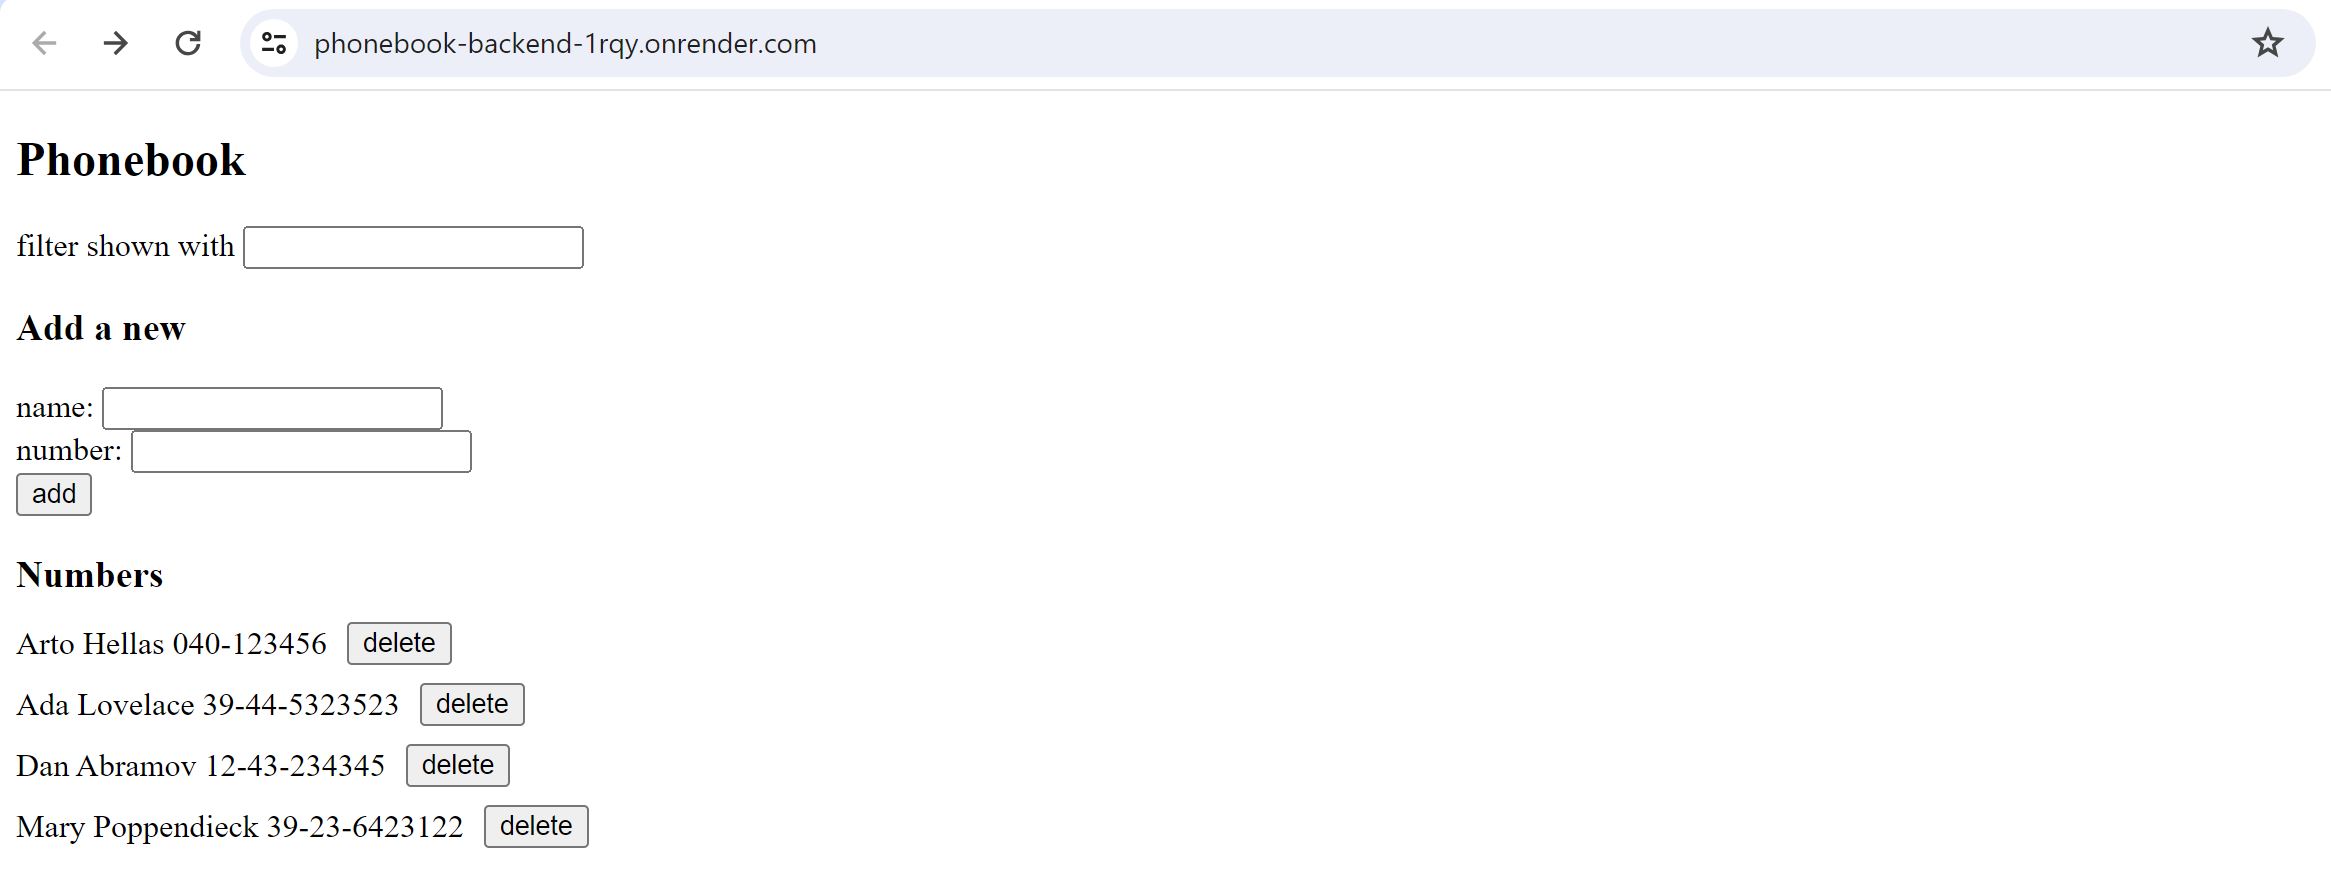 phonebook-backend-1rqy.onrender.com
Phonebook
filter shown with
Add a new
name:
number:
add
Numbers
Arto Hellas 040-123456 delete
Ada Lovelace 39-44-5323523 delete
Dan Abramov 12-43-234345 delete
Mary Poppendieck 39-23-6423122 delete